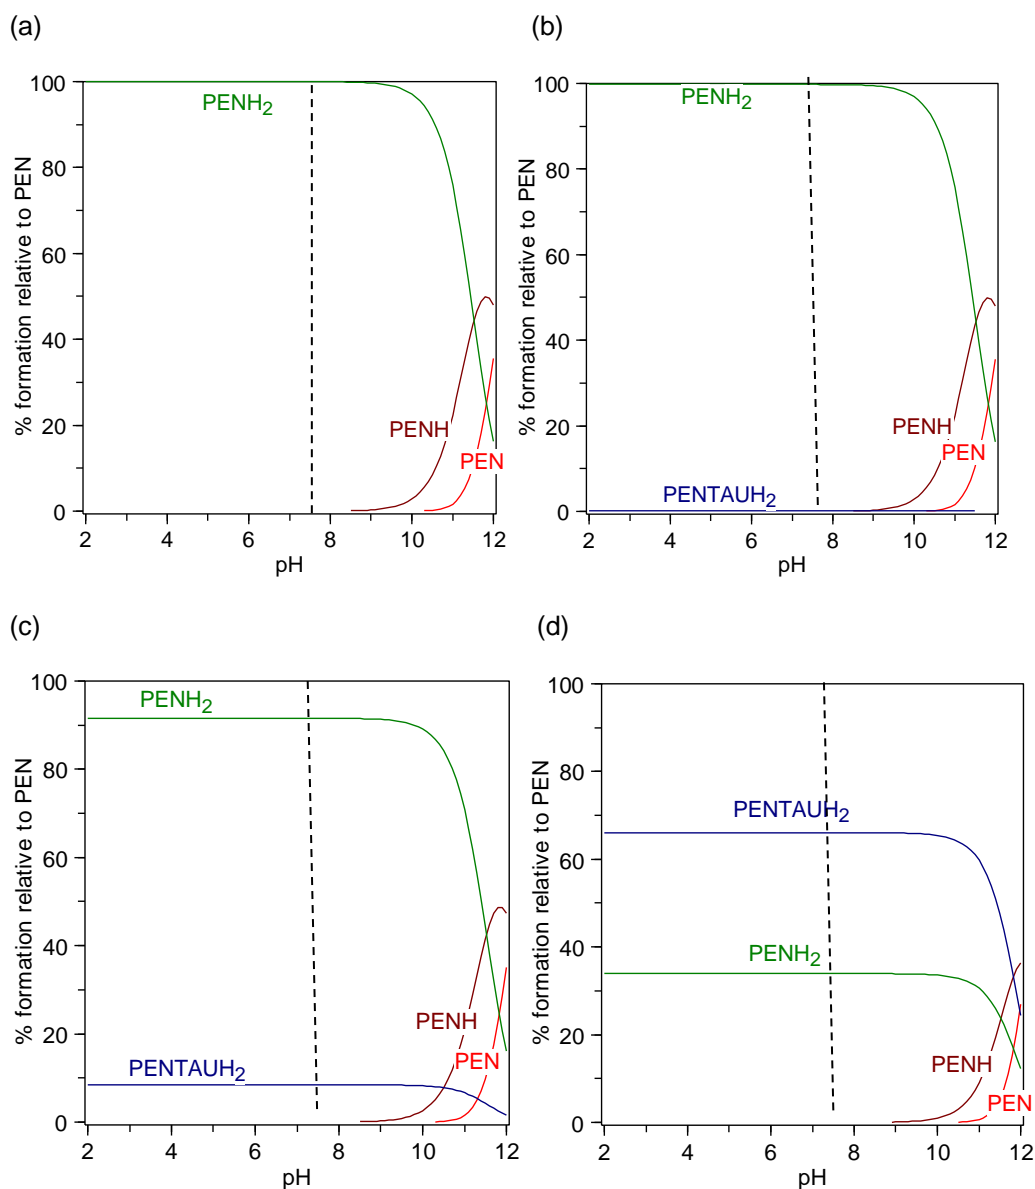 (a)
100
80
60
40
20
0
% formation relative to PEN
PENH2
PENH
PEN
2 4 6 8 10 12
pH
(b)
100
80
60
40
20
0
% formation relative to PEN
PENH2
PENH
PEN
PENTAUH2
2 4 6 8 10 12
pH
(c)
100
80
60
40
20
0
% formation relative to PEN
PENH2
PENH
PEN
PENTAUH2
2 4 6 8 10 12
pH
(d)
100
80
60
40
20
0
% formation relative to PEN
PENTAUH2
PENH2
PENH
PEN
2 4 6 8 10 12
pH